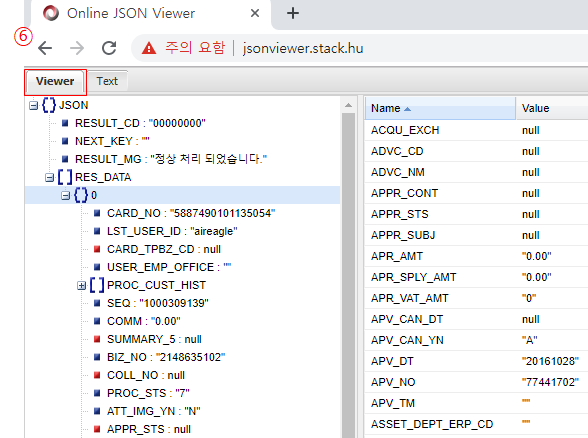 Online JSON Viewer
⑥
주의 요함 | jsonviewer.stack.hu
Viewer Text
JSON
RESULT_CD : "00000000"
NEXT_KEY : ""
RESULT_MG : "정상 처리 되었습니다."
RES_DATA
0
CARD_NO : "5887490101135054"
LST_USER_ID : "aireagle"
CARD_TPBZ_CD : null
USER_EMP_OFFICE : ""
PROC_CUST_HIST
SEQ : "1000309139"
COMM : "0.00"
SUMMARY_5 : null
BIZ_NO : "2148635102"
COLL_NO : null
PROC_STS : "7"
ATT_IMG_YN : "N"
APPR_STS : null
Name Value
ACQU_EXCH null
ADVC_CD null
ADVC_NM null
APPR_CONT null
APPR_STS null
APPR_SUBJ null
APR_AMT "0.00"
APR_SPLY_AMT "0.00"
APR_VAT_AMT "0"
APV_CAN_DT null
APV_CAN_YN "A"
APV_DT "20161028"
APV_NO "77441702"
APV_TM ""
ASSET_DEPT_ERP_CD ""